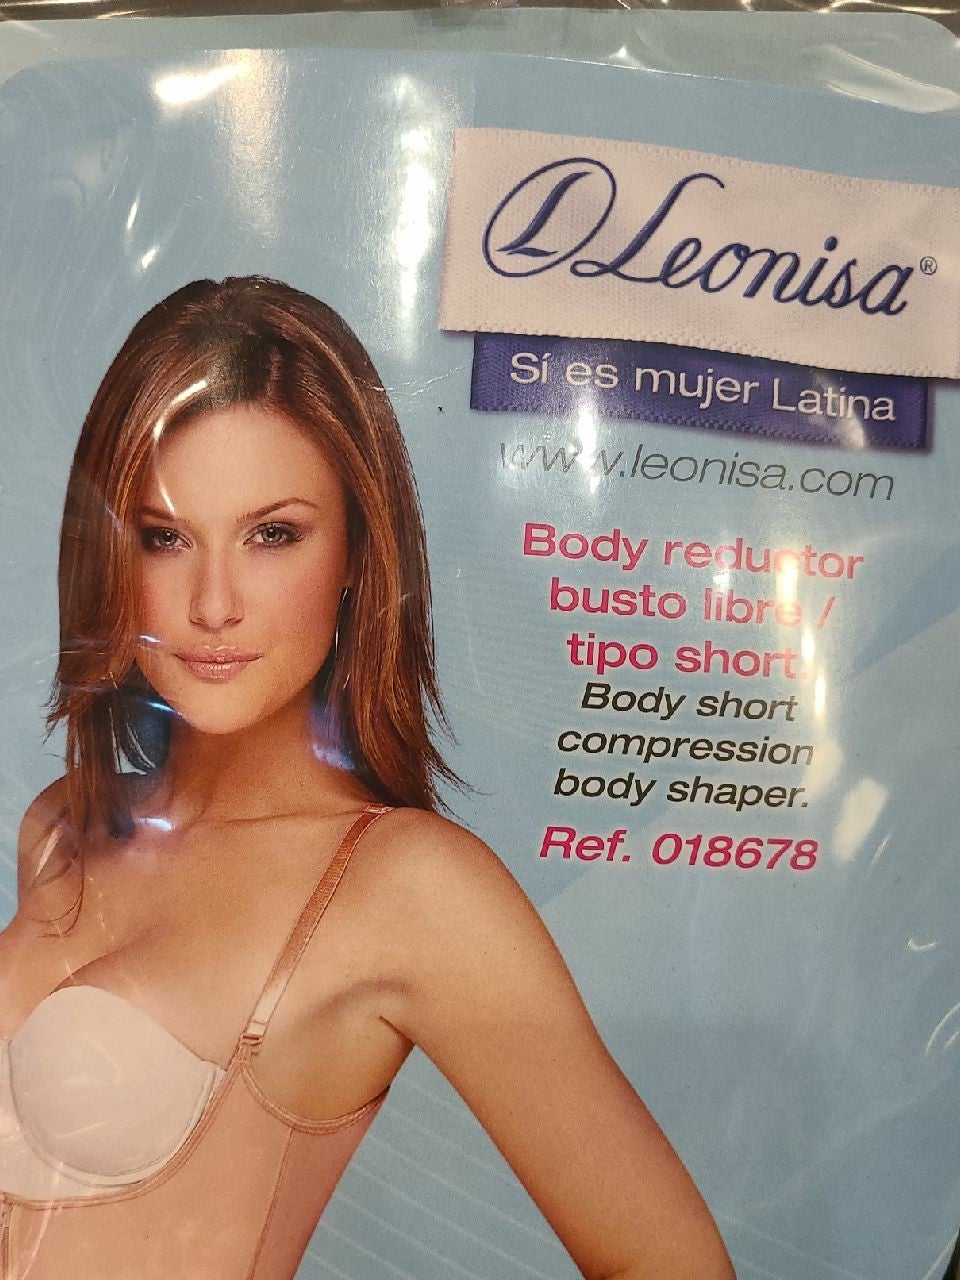 L Leonisa®
Sí es mujer Latina
www.leonisa.com
Body reductor
busto libre /
tipo short.
Body short
compression
body shaper.
Ref. 018678